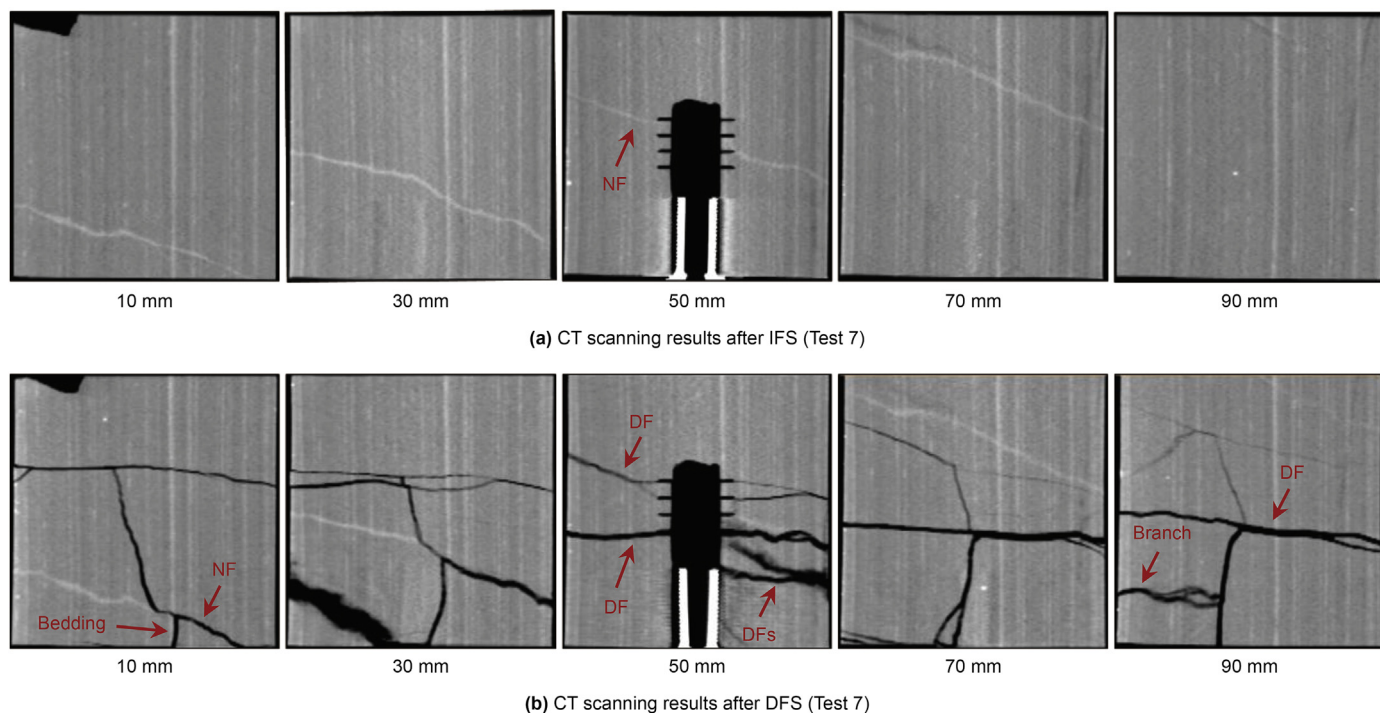 NF
10 mm
30 mm
50 mm
70 mm
90 mm
(a) CT scanning results after IFS (Test 7)
DF
DF
NF
Branch
Bedding
DF
DFs
10 mm
30 mm
50 mm
70 mm
90 mm
(b) CT scanning results after DFS (Test 7)